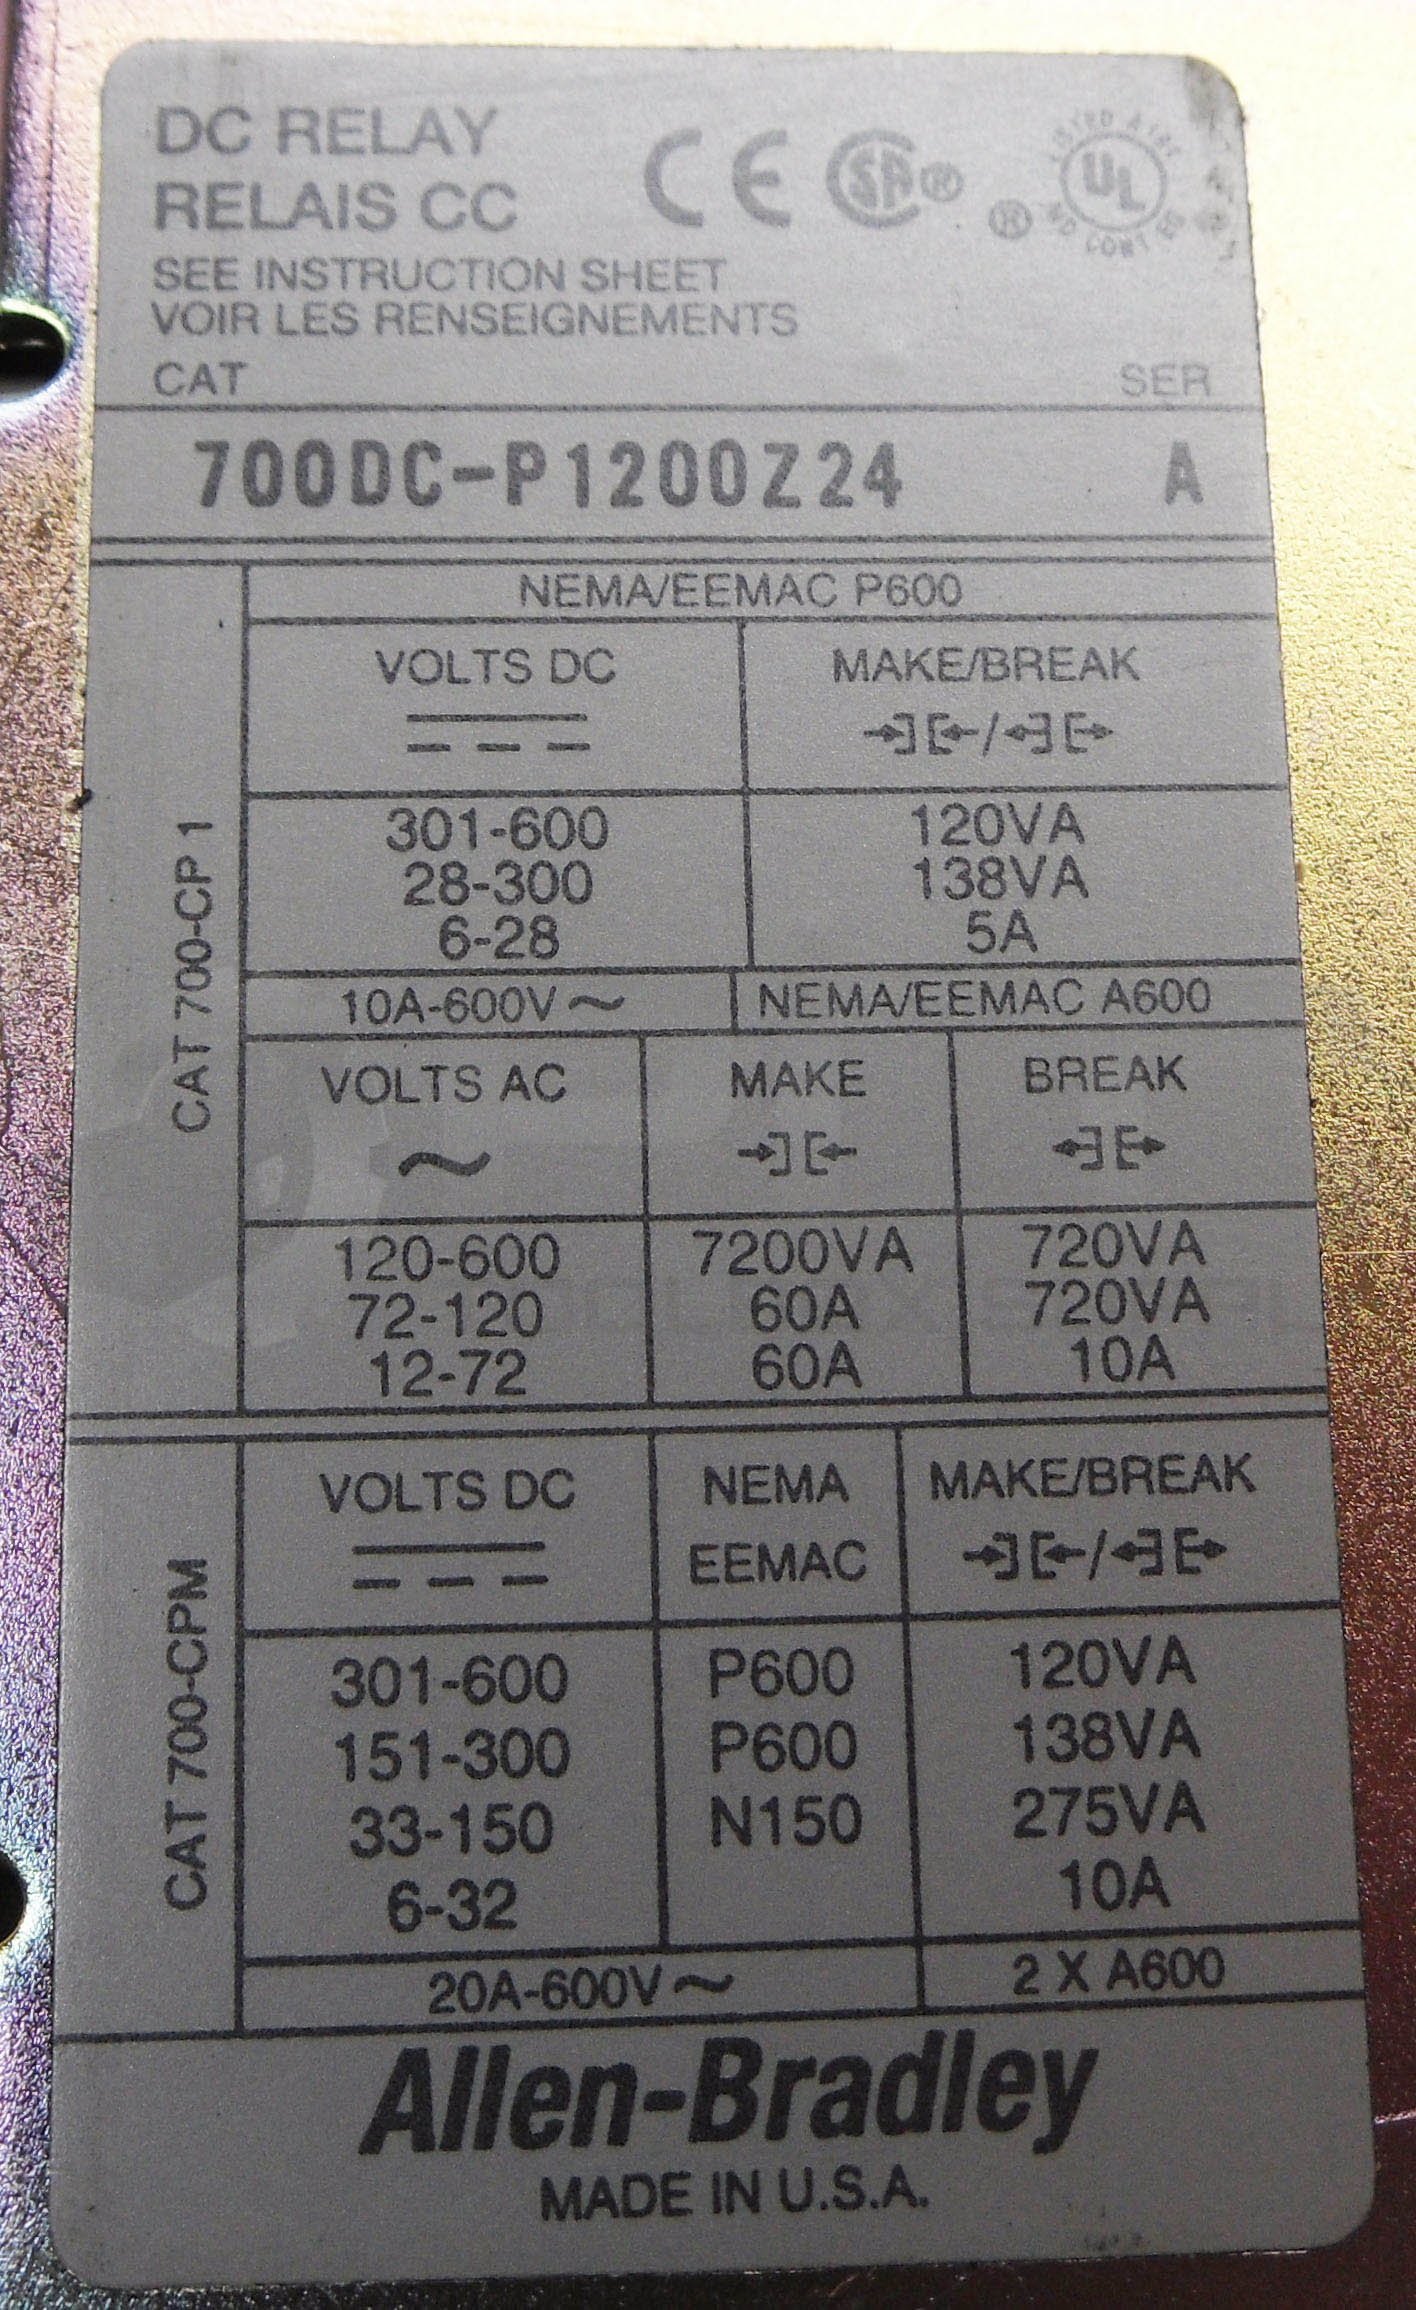 DC RELAY
RELAIS CC
CE SA® ® UL
SEE INSTRUCTION SHEET
VOIR LES RENSEIGNEMENTS
CAT SER
700DC-P1200Z24 A
CAT 700-CP 1
NEMA/EEMAC P600
VOLTS DC MAKE/BREAK
301-600 120VA
28-300 138VA
6-28 5A
10A-600V~ NEMA/EEMAC A600
VOLTS AC MAKE BREAK
~
120-600 7200VA 720VA
72-120 60A 720VA
12-72 60A 10A
CAT 700-CPM
VOLTS DC NEMA MAKE/BREAK
EEMAC
301-600 P600 120VA
151-300 P600 138VA
33-150 N150 275VA
6-32 10A
20A-600V~ 2 X A600
Allen-Bradley
MADE IN U.S.A.